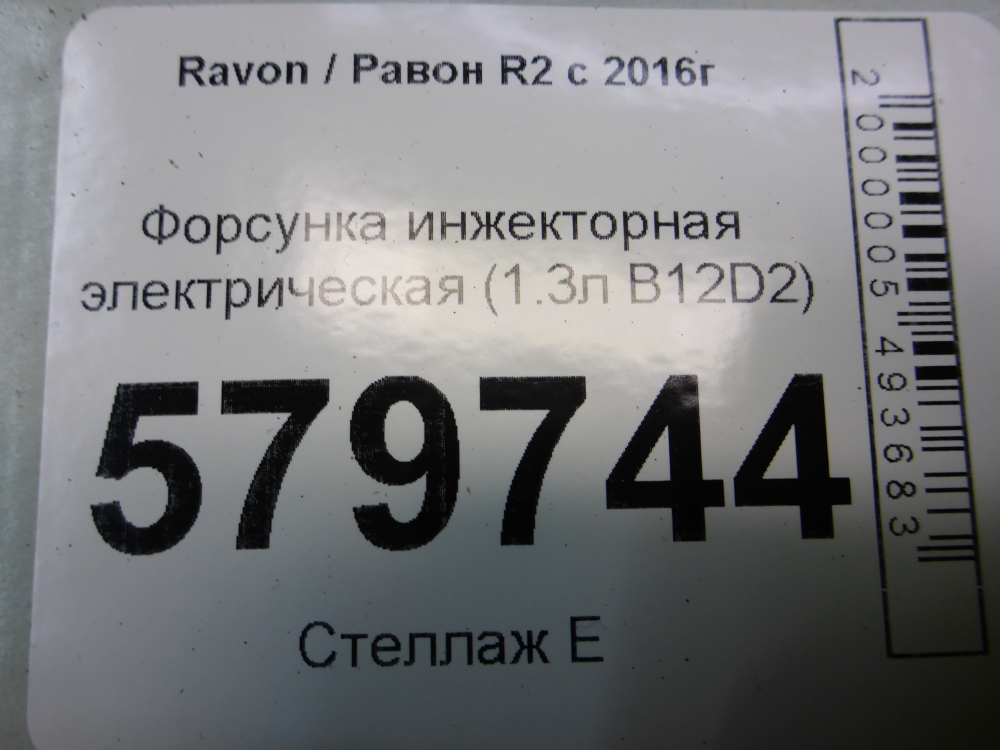 Ravon / Равон R2 с 2016г
Форсунка инжекторная
электрическая (1.3л B12D2)
579744
Стеллаж Е
2000005493683